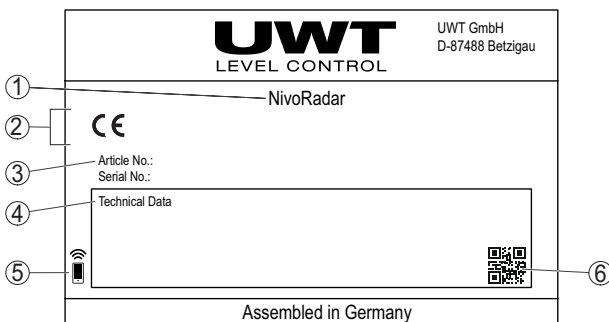 UWT
LEVEL CONTROL
UWT GmbH
D-87488 Betzigau
1
NivoRadar
2
CE
3
Article No.:
Serial No.:
4
Technical Data
5
6
Assembled in Germany